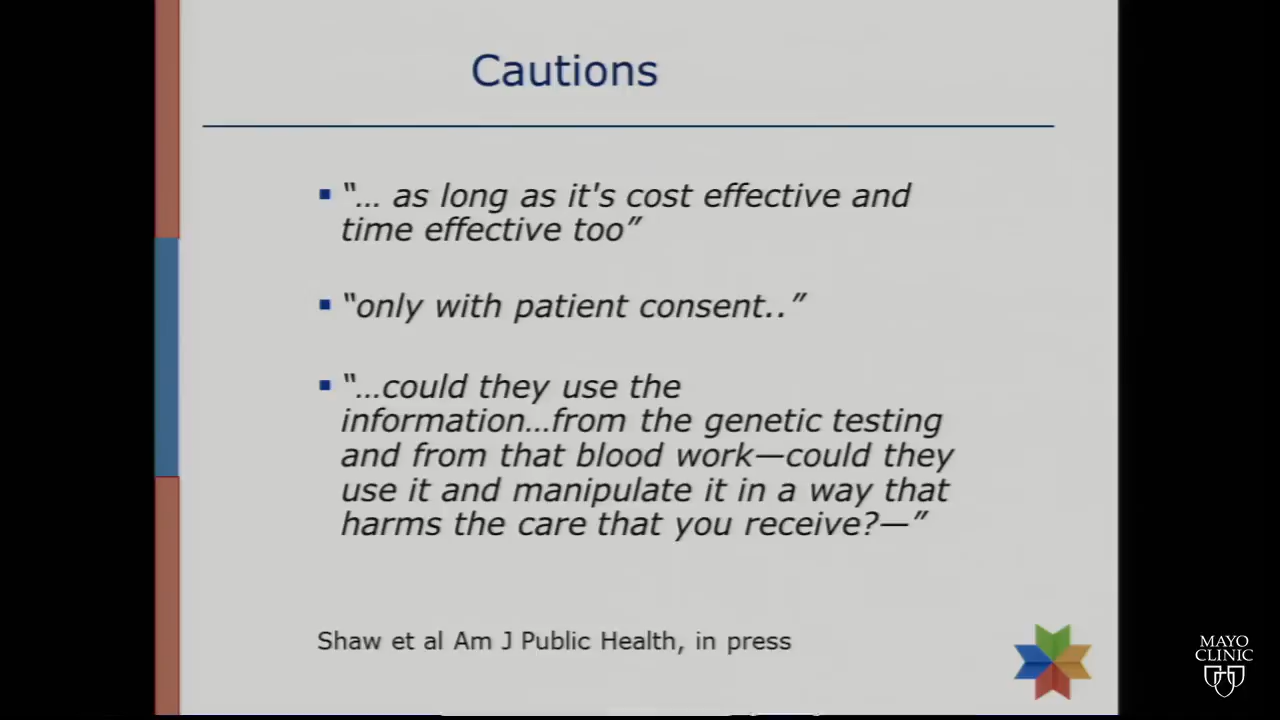 Cautions
“… as long as it's cost effective and
time effective too”
“only with patient consent..”
“…could they use the
information…from the genetic testing
and from that blood work—could they
use it and manipulate it in a way that
harms the care that you receive?—”
Shaw et al Am J Public Health, in press
MAYO
CLINIC